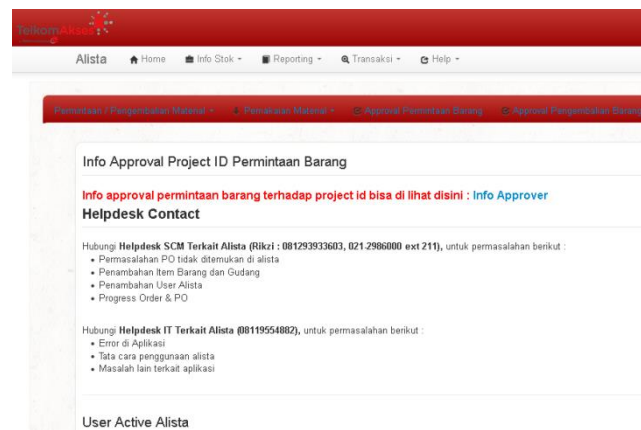 TelkomAkses
Alista Home Info Stok Reporting Transaksi Help
Permintaan / Pengembalian Material Pemakaian Material Approval Permintaan Barang Approval Pengembalian Barang
Info Approval Project ID Permintaan Barang
Info approval permintaan barang terhadap project id bisa di lihat disini : Info Approver
Helpdesk Contact
Hubungi Helpdesk SCM Terkait Alista (Rikzi : 081293933603, 021-2986000 ext 211), untuk permasalahan berikut :
• Permasalahan PO tidak ditemukan di alista
• Penambahan Item Barang dan Gudang
• Penambahan User Alista
• Progress Order & PO
Hubungi Helpdesk IT Terkait Alista (08119554882), untuk permasalahan berikut :
• Error di Aplikasi
• Tata cara penggunaan alista
• Masalah lain terkait aplikasi
User Active Alista